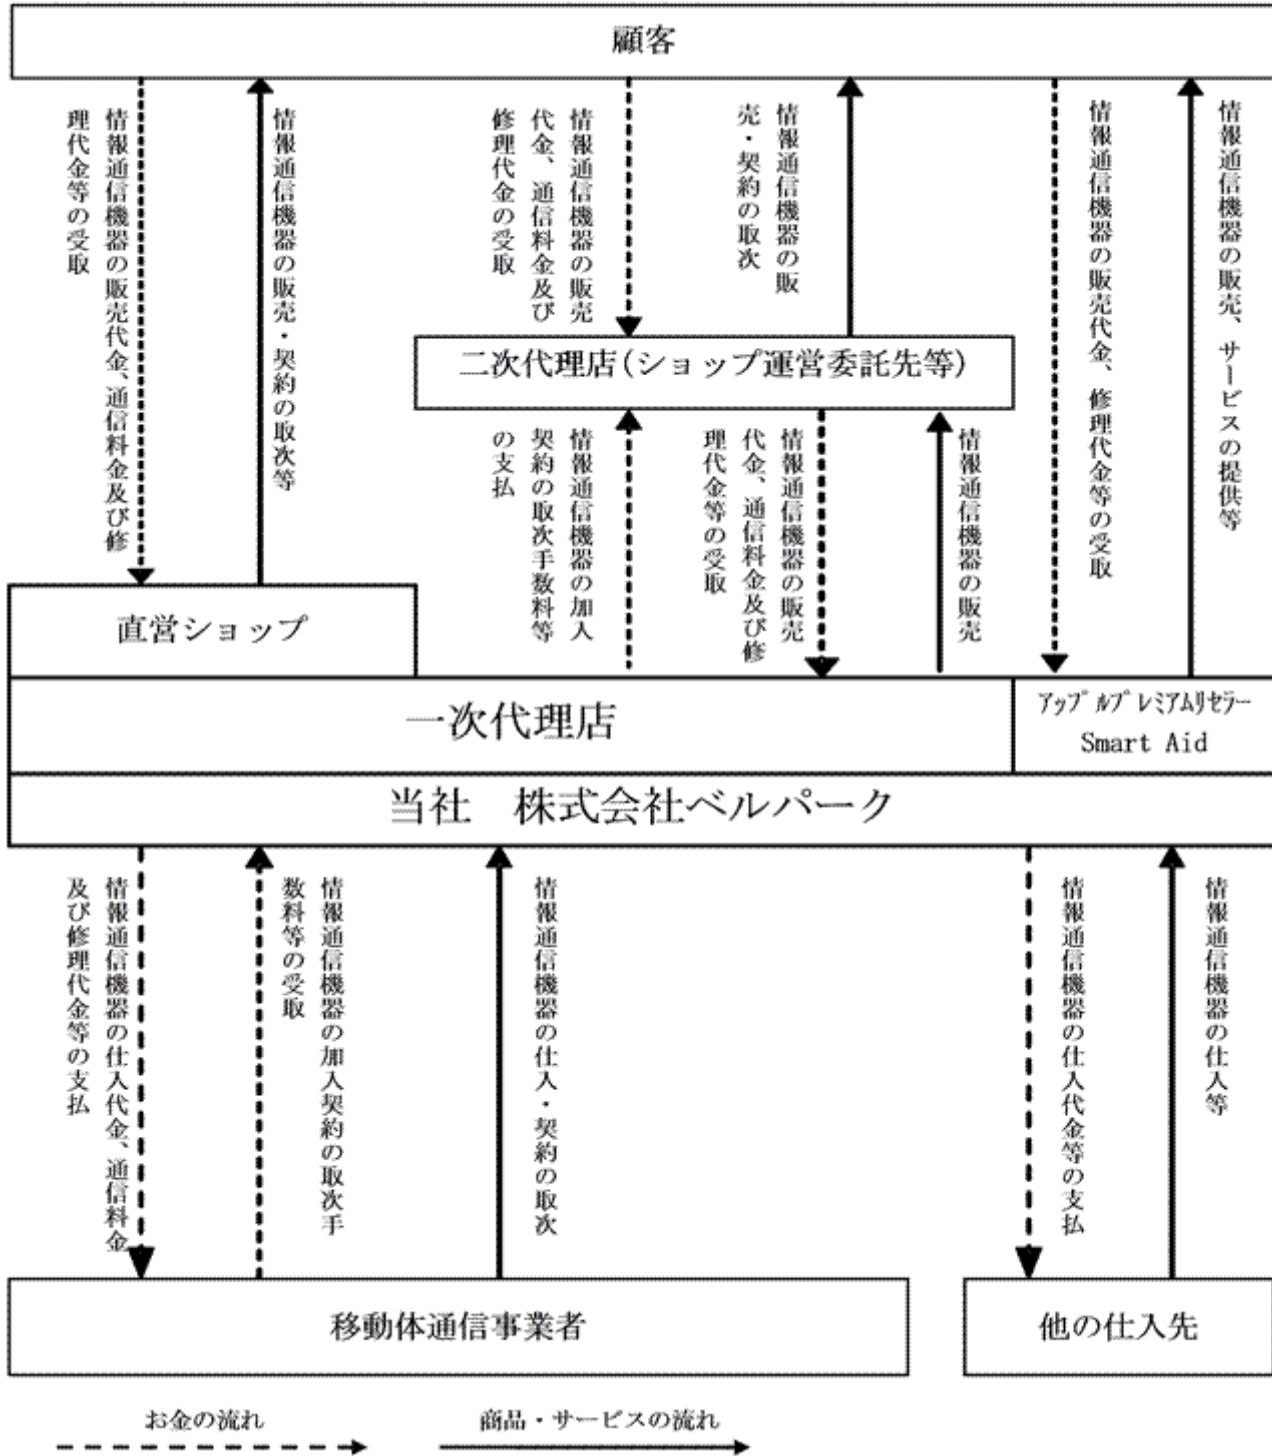 顧客
情報通信機器の販売代金、通信料金及び修
理代金等の受取
情報通信機器の販売・契約の取次等
情報通信機器の販売
代金、通信料金及び
修理代金の受取
情報通信機器の販
売・契約の取次
情報通信機器の販売代金、修理代金等の受取
情報通信機器の販売、サービスの提供等
二次代理店(ショップ運営委託先等)
情報通信機器の加入
契約の取次手数料等
の支払
情報通信機器の販売
代金、通信料金及び修
理代金等の受取
情報通信機器の販売
直営ショップ
一次代理店
アップルプレミアムリセラー
Smart Aid
当社 株式会社ベルパーク
情報通信機器の仕入代金、通信料金
及び修理代金等の支払
情報通信機器の加入契約の取次手
数料等の受取
情報通信機器の仕入・契約の取次
情報通信機器の仕入代金等の支払
情報通信機器の仕入等
移動体通信事業者
他の仕入先
お金の流れ
商品・サービスの流れ